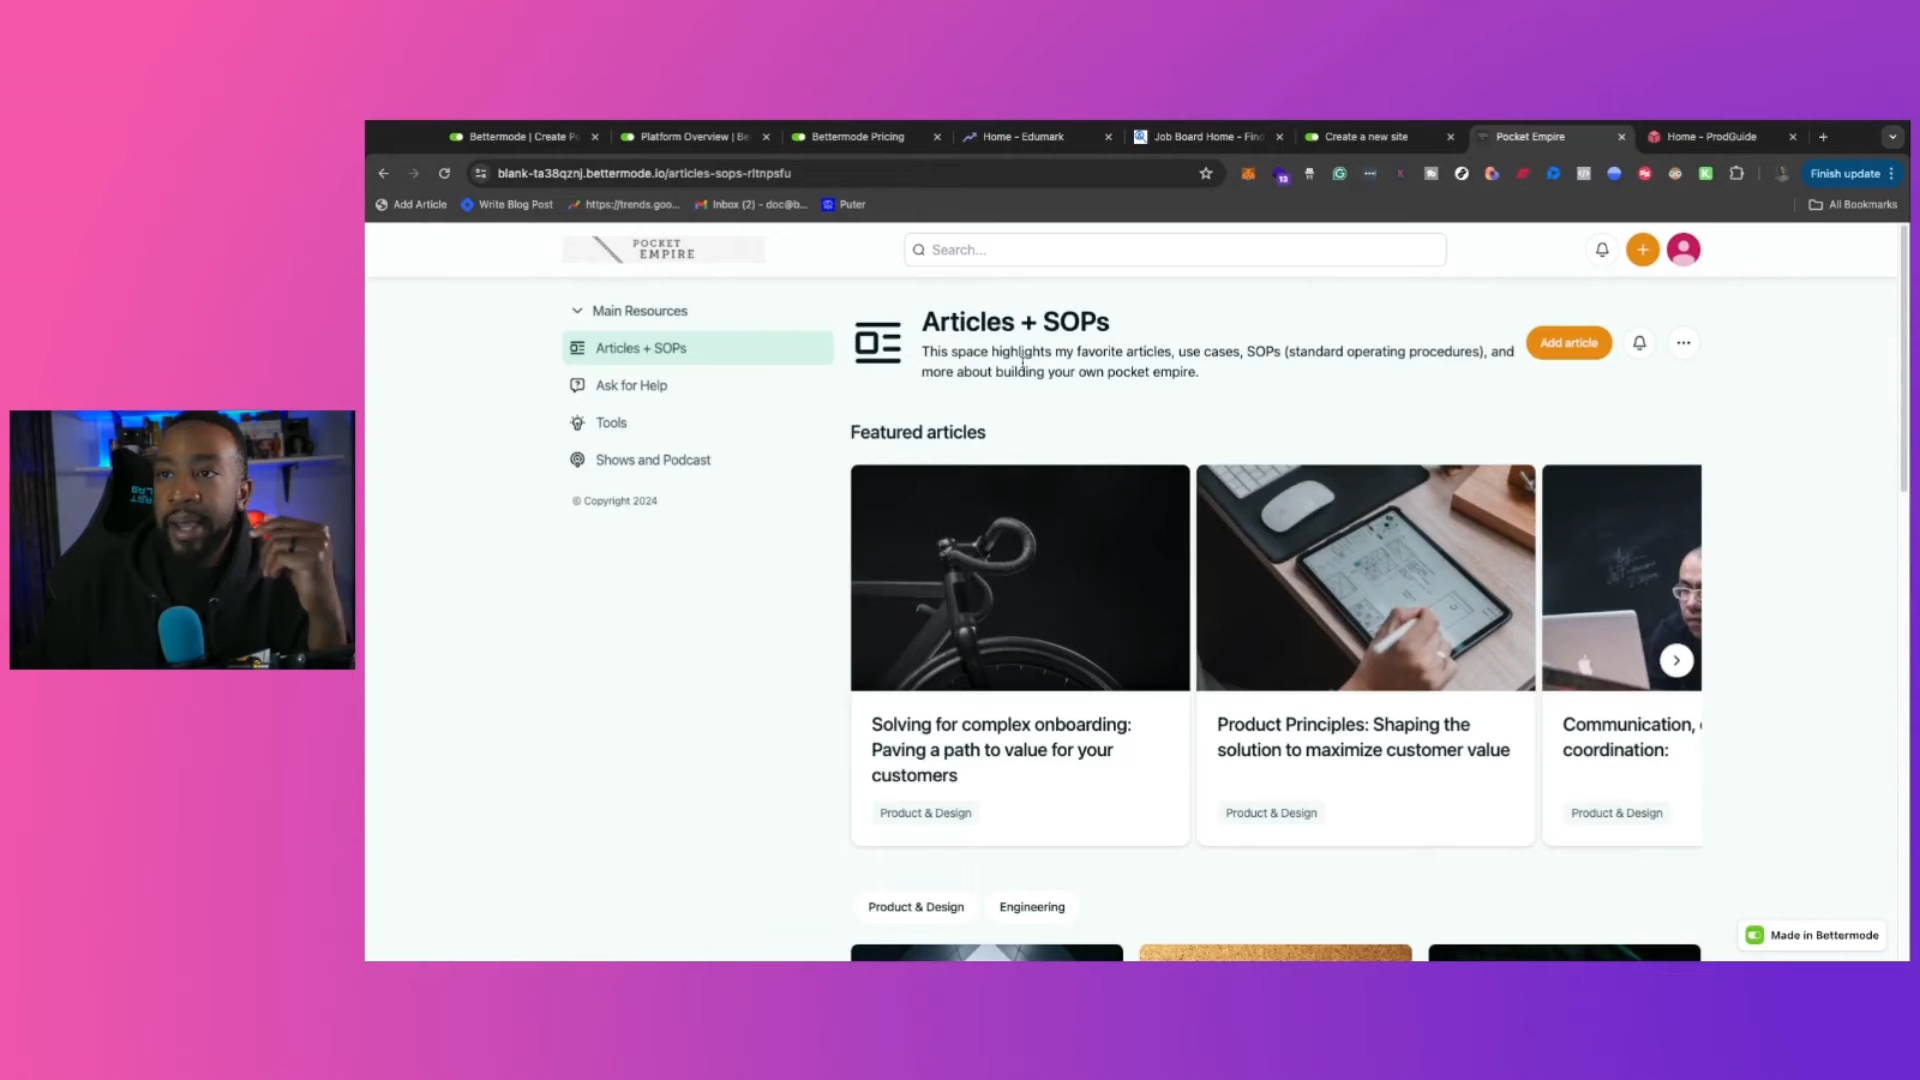 Bettermode | Create Po
Platform Overview | Be
Bettermode Pricing
Home - Edumark
Job Board Home - Find
Create a new site
Pocket Empire
Home - ProdGuide
blank-ta38qznj.bettermode.io/articles-sops-rltnpsfu
13
Finish update
Add Article
Write Blog Post
https://trends.goo...
Inbox (2) - doc@b...
Puter
All Bookmarks
POCKET
EMPIRE
Search...
Main Resources
Articles + SOPs
Ask for Help
Tools
Shows and Podcast
© Copyright 2024
Articles + SOPs
This space highlights my favorite articles, use cases, SOPs (standard operating procedures), and
more about building your own pocket empire.
Add article
Featured articles
Solving for complex onboarding:
Paving a path to value for your
customers
Product & Design
Product Principles: Shaping the
solution to maximize customer value
Product & Design
Communication,
coordination:
Product & Design
Product & Design
Engineering
Made in Bettermode